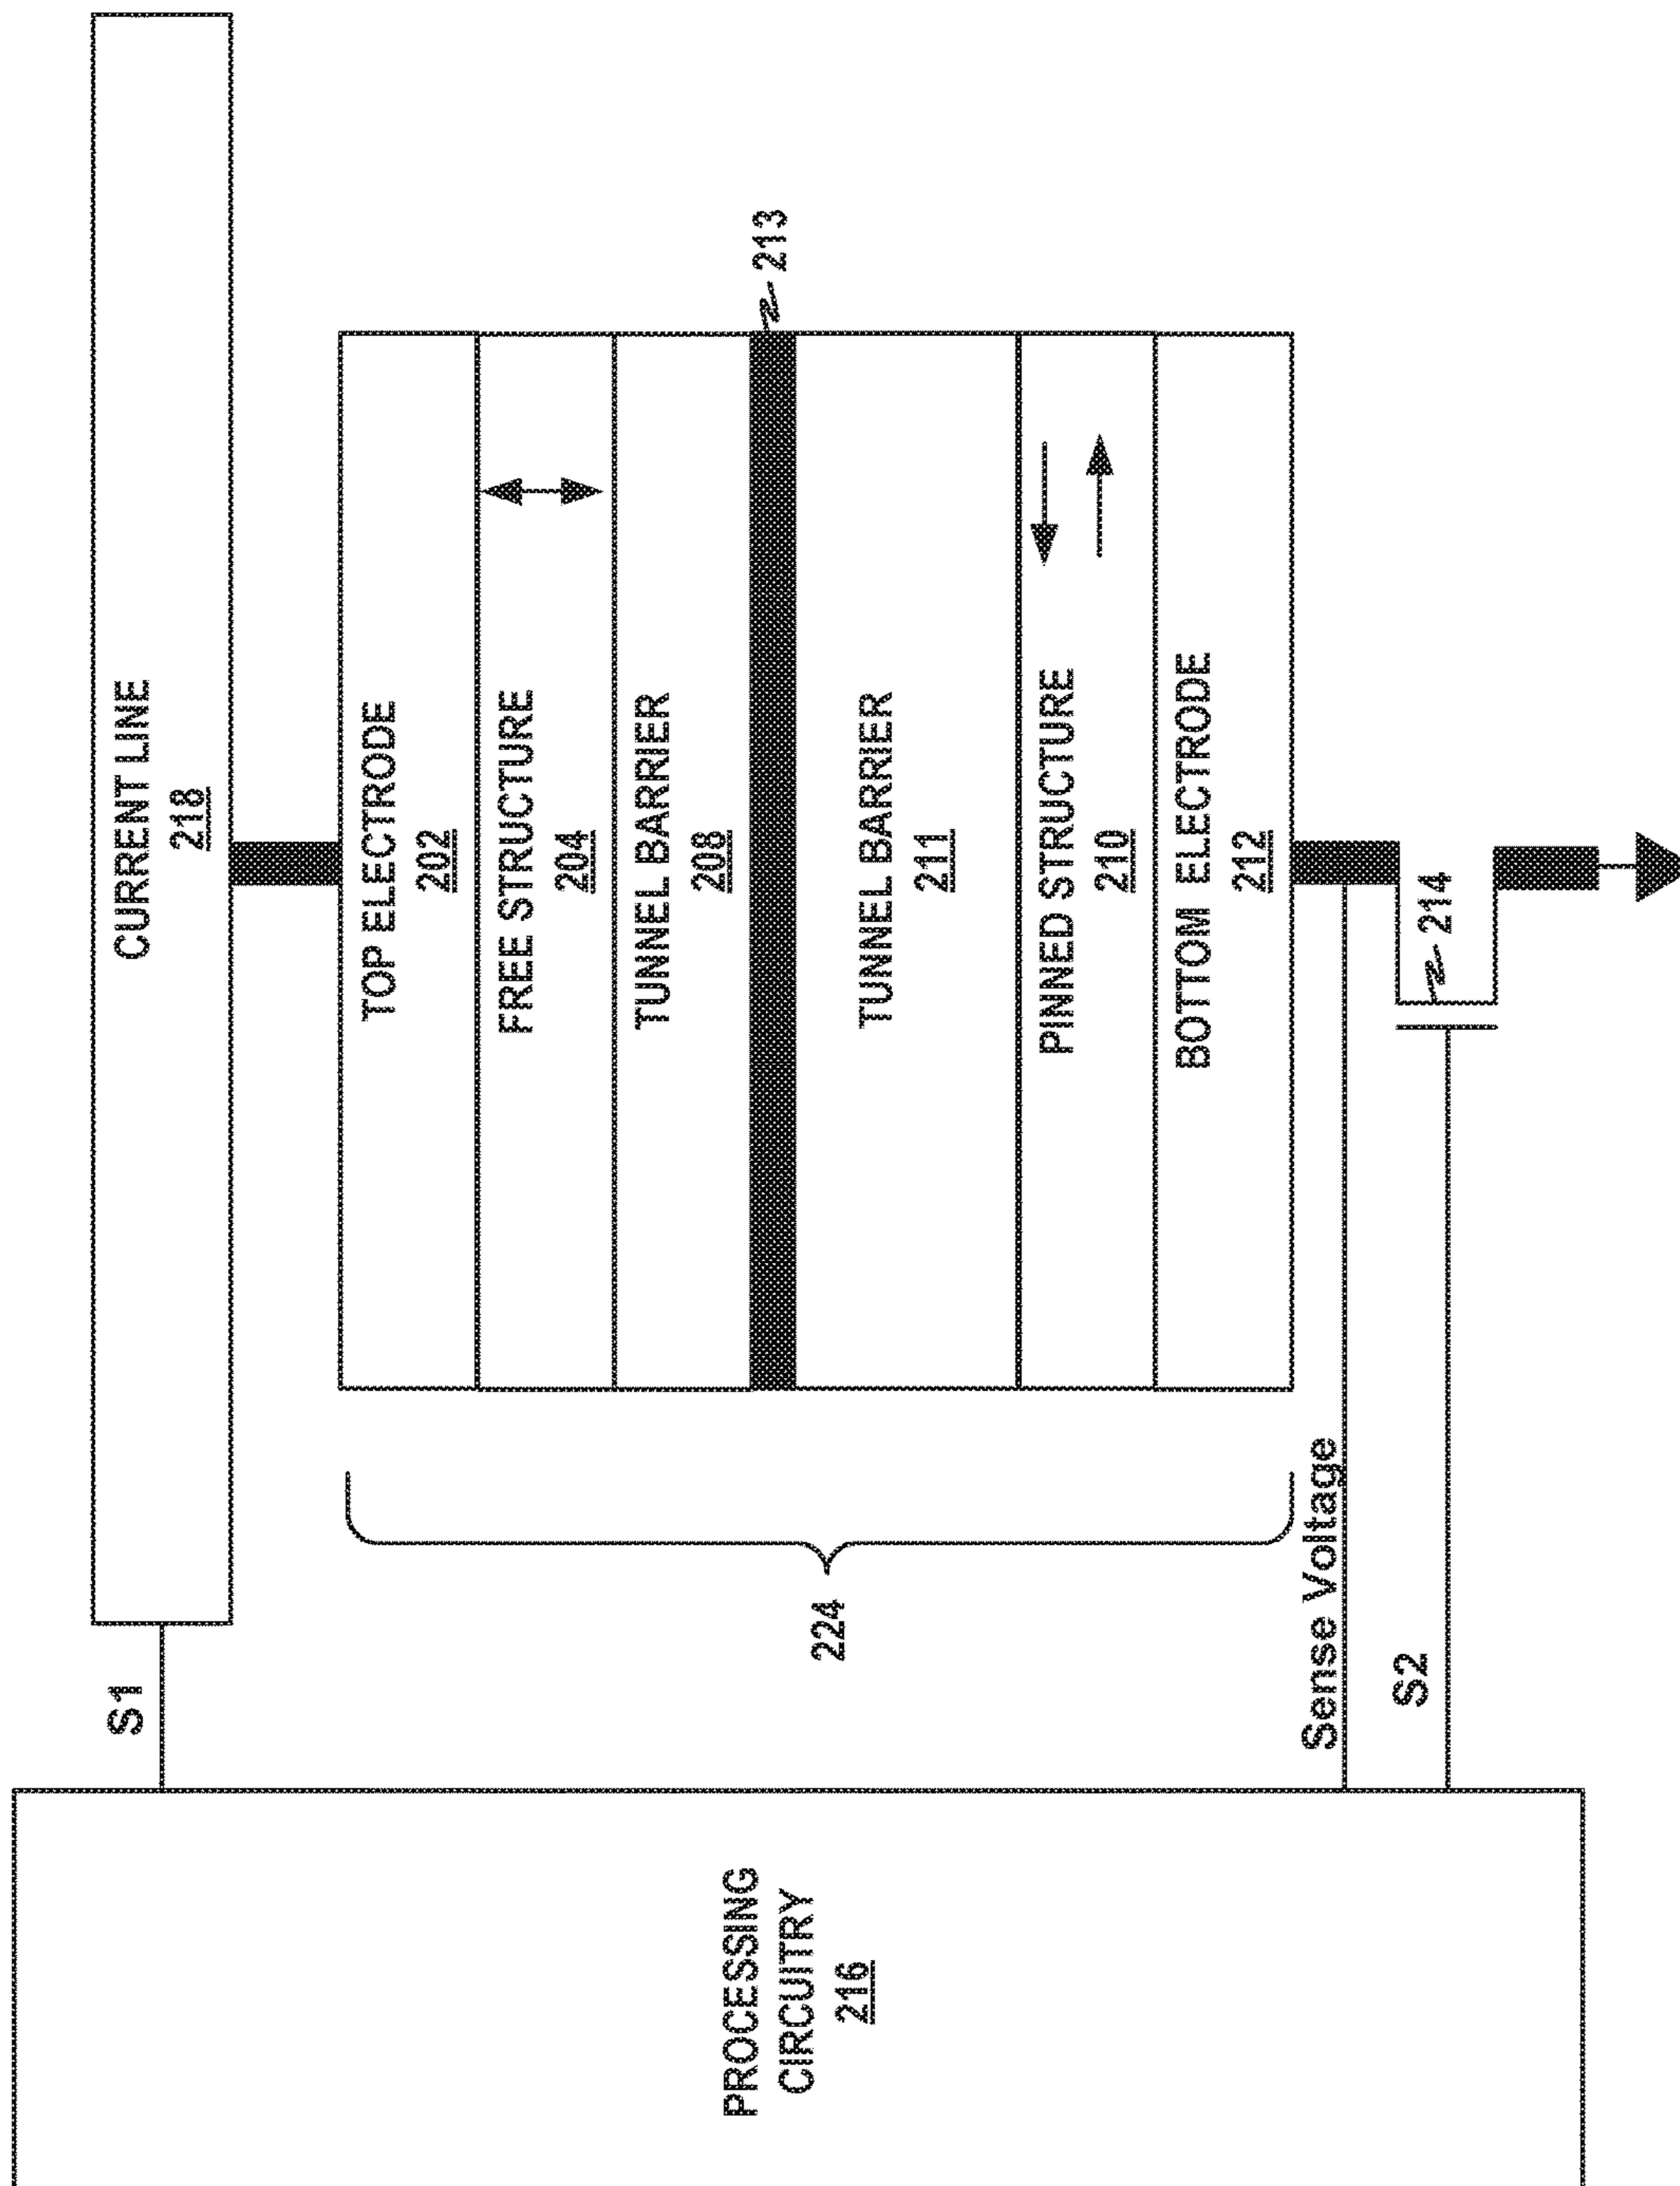 CURRENT LINE
218
S1
TOP ELECTRODE
202
FREE STRUCTURE
204
TUNNEL BARRIER
208
213
TUNNEL BARRIER
211
PINNED STRUCTURE
210
BOTTOM ELECTRODE
212
224
Sense Voltage
S2
214
PROCESSING
CIRCUITRY
216